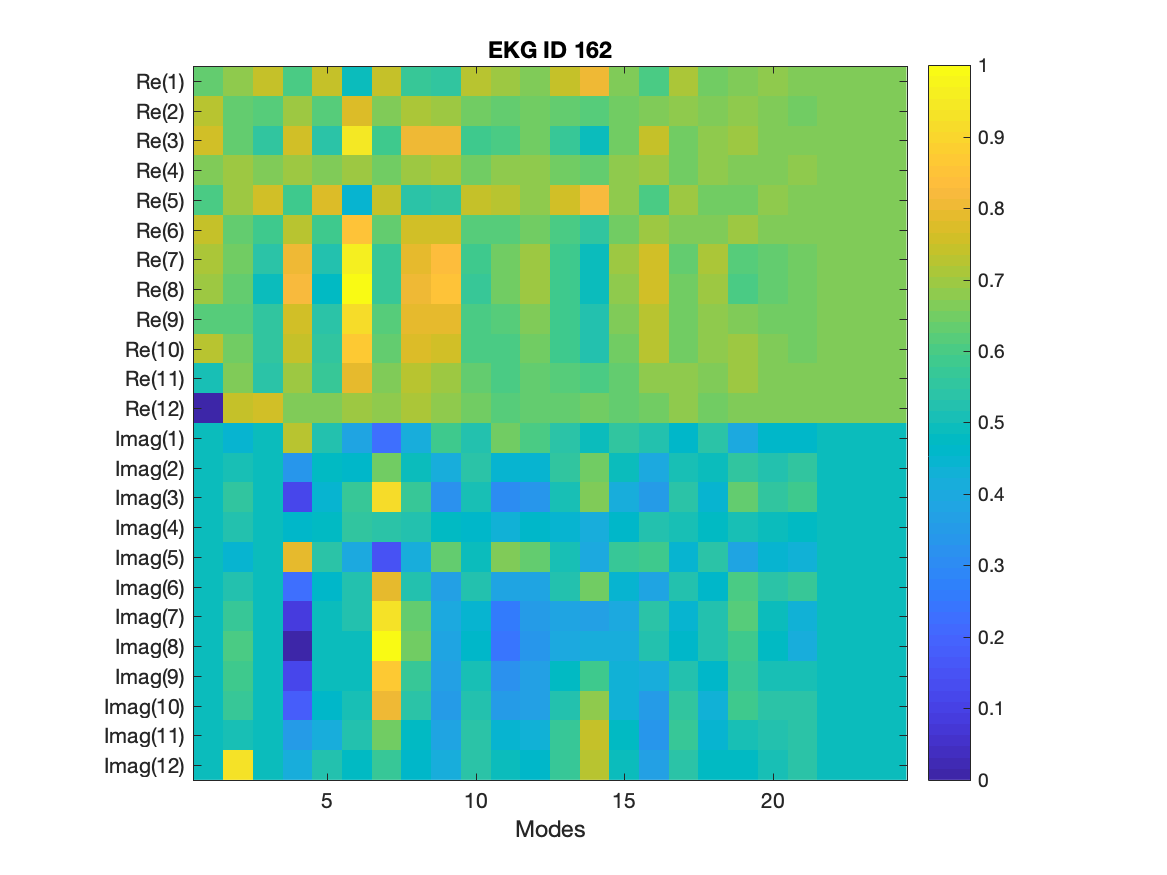 EKG ID 162
Re(1)
Re(2)
Re(3)
Re(4)
Re(5)
Re(6)
Re(7)
Re(8)
Re(9)
Re(10)
Re(11)
Re(12)
Imag(1)
Imag(2)
Imag(3)
Imag(4)
Imag(5)
Imag(6)
Imag(7)
Imag(8)
Imag(9)
Imag(10)
Imag(11)
Imag(12)
5 10 15 20
Modes
1
0.9
0.8
0.7
0.6
0.5
0.4
0.3
0.2
0.1
0